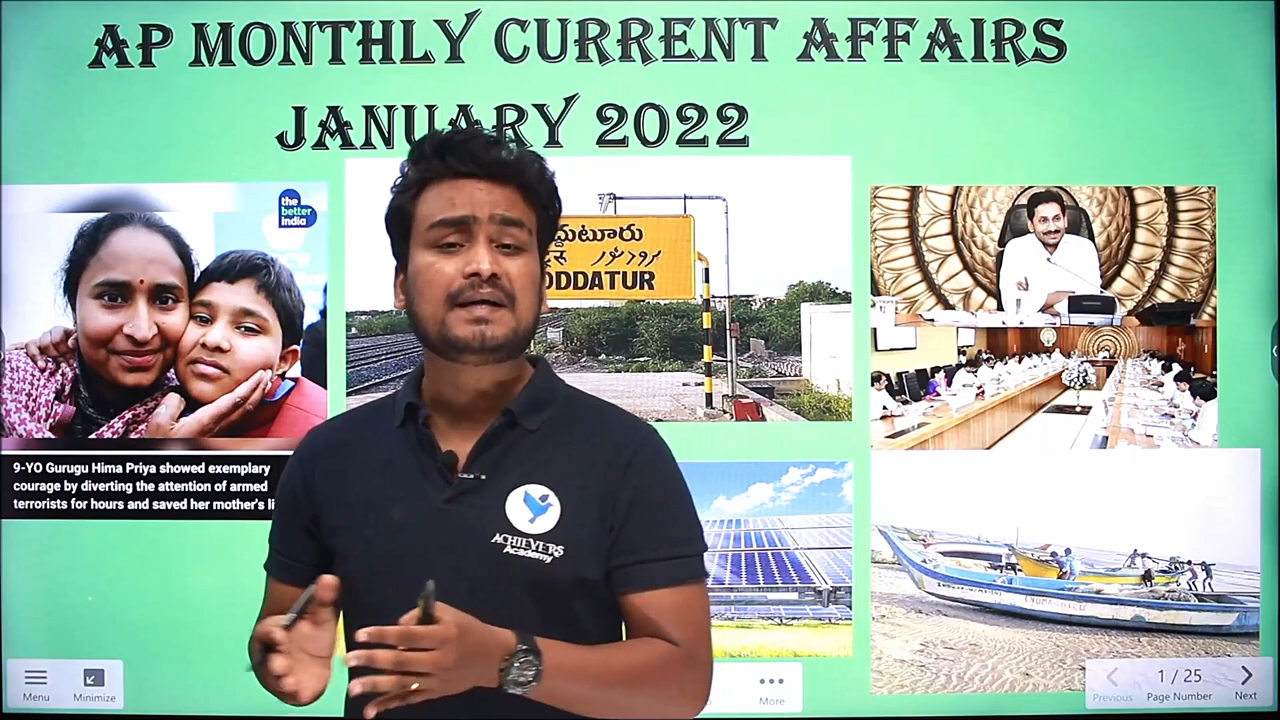 AP MONTHLY CURRENT AFFAIRS
JANUARY 2022
the
better
india
9-YO Gurugu Hima Priya showed exemplary
courage by diverting the attention of armed
terrorists for hours and saved her mother's li
ద్దుటూరు
ODDATUR
ACHIEVERS
Academy
Menu
Minimize
More
1 / 25
Previous
Page Number
Next